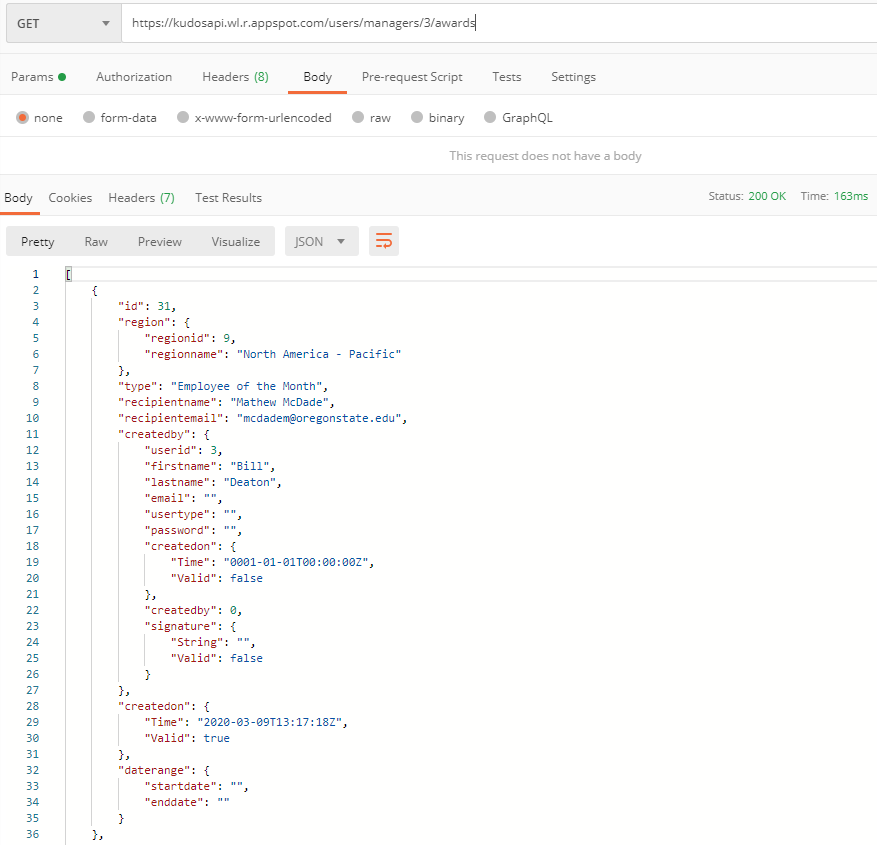 GET https://kudosapi.wl.r.appspot.com/users/managers/3/awards
Params Authorization Headers (8) Body Pre-request Script Tests Settings
none form-data x-www-form-urlencoded raw binary GraphQL
This request does not have a body
Body Cookies Headers (7) Test Results Status: 200 OK Time: 163ms
Pretty Raw Preview Visualize JSON
1 [
2 {
3 "id": 31,
4 "region": {
5 "regionid": 9,
6 "regionname": "North America - Pacific"
7 },
8 "type": "Employee of the Month",
9 "recipientname": "Mathew McDade",
10 "recipientemail": "mcdadem@oregonstate.edu",
11 "createdby": {
12 "userid": 3,
13 "firstname": "Bill",
14 "lastname": "Deaton",
15 "email": "",
16 "usertype": "",
17 "password": "",
18 "createdon": {
19 "Time": "0001-01-01T00:00:00Z",
20 "Valid": false
21 },
22 "createdby": 0,
23 "signature": {
24 "String": "",
25 "Valid": false
26 }
27 },
28 "createdon": {
29 "Time": "2020-03-09T13:17:18Z",
30 "Valid": true
31 },
32 "daterange": {
33 "startdate": "",
34 "enddate": ""
35 }
36 },